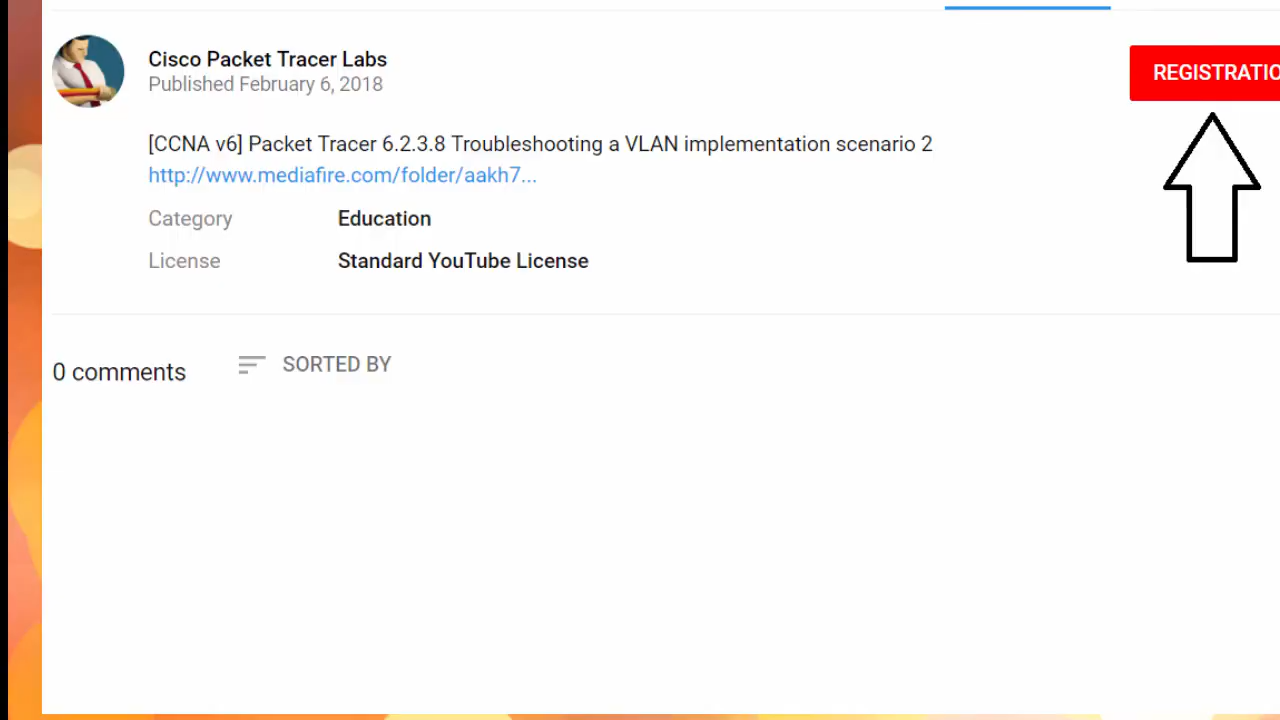 Cisco Packet Tracer Labs
Published February 6, 2018
REGISTRATIO
[CCNA v6] Packet Tracer 6.2.3.8 Troubleshooting a VLAN implementation scenario 2
http://www.mediafire.com/folder/aakh7...
Category Education
License Standard YouTube License
0 comments SORTED BY